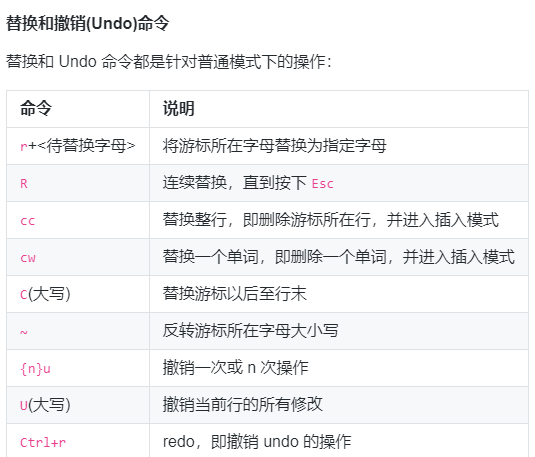 替换和撤销(Undo)命令
替换和 Undo 命令都是针对普通模式下的操作：
命令 说明
r+<待替换字母> 将游标所在字母替换为指定字母
R 连续替换，直到按下 Esc
cc 替换整行，即删除游标所在行，并进入插入模式
cw 替换一个单词，即删除一个单词，并进入插入模式
C(大写) 替换游标以后至行末
~ 反转游标所在字母大小写
{n}u 撤销一次或 n 次操作
U(大写) 撤销当前行的所有修改
Ctrl+r redo，即撤销 undo 的操作